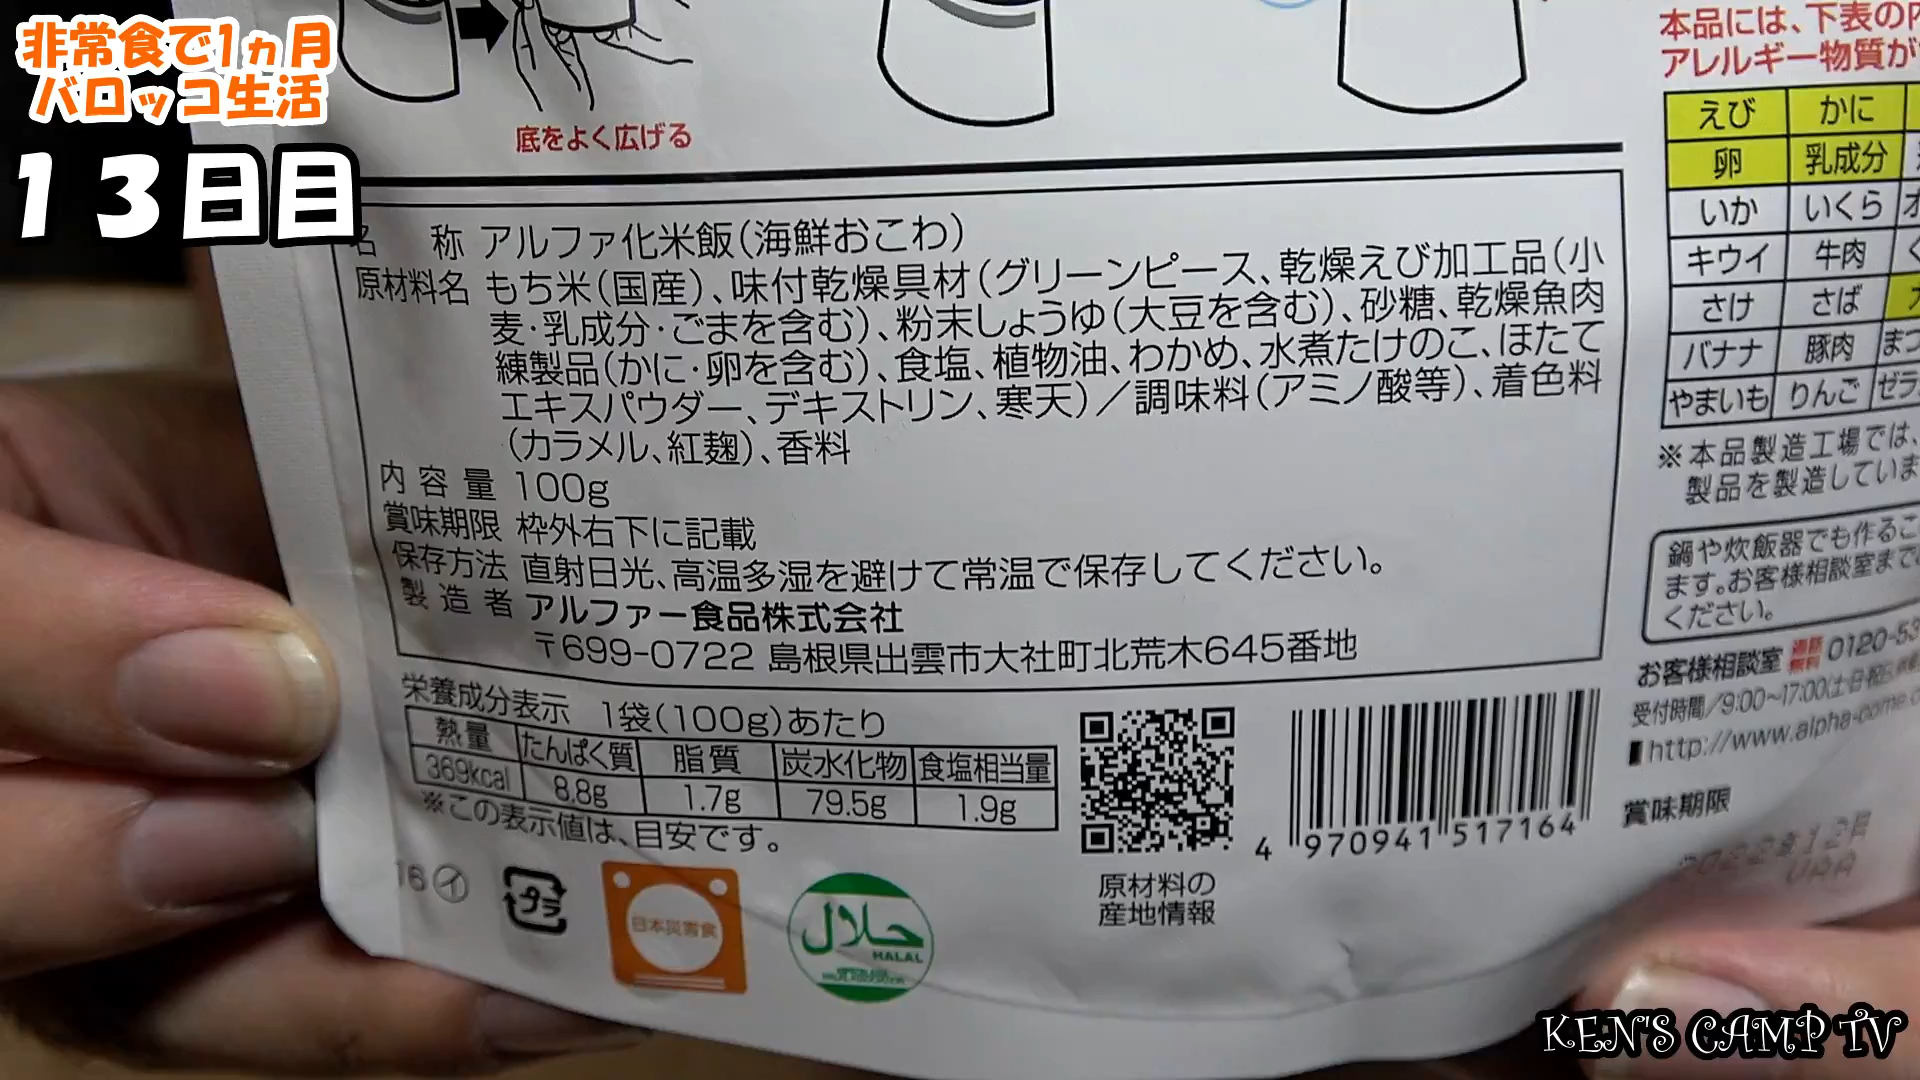 非常食で1ヵ月
バロッコ生活
13日目
底をよく広げる
名称 アルファ化米飯(海鮮おこわ)
原材料名 もち米(国産)、味付乾燥具材(グリーンピース、乾燥えび加工品(小
麦・乳成分・ごまを含む)、粉末しょうゆ(大豆を含む)、砂糖、乾燥魚肉
練製品(かに・卵を含む)、食塩、植物油、わかめ、水煮たけのこ、ほたて
エキスパウダー、デキストリン、寒天)/調味料(アミノ酸等)、着色料
(カラメル、紅麹)、香料
内容量 100g
賞味期限 枠外右下に記載
保存方法 直射日光、高温多湿を避けて常温で保存してください。
製造者 アルファー食品株式会社
〒699-0722 島根県出雲市大社町北荒木645番地
栄養成分表示 1袋(100g)あたり
熱量 たんぱく質 脂質 炭水化物 食塩相当量
369kcal 8.8g 1.7g 79.5g 1.9g
※この表示値は、目安です。
16 イ
プラ
日本災害食
حلال
HALAL
原材料の
産地情報
4 970941 517164
本品には、下表の
アレルギー物質が
えび かに
卵 乳成分
いか いくら
キウイ 牛肉
さけ さば
バナナ 豚肉 まつ
やまいも りんご ゼラ
※本品製造工場では、
製品を製造していま
鍋や炊飯器でも作るこ
ます。お客様相談室まで
ください。
お客様相談室 通話無料 0120-53
受付時間/9:00~17:00
http://www.alpha-come.
賞味期限
KEN'S CAMP TV